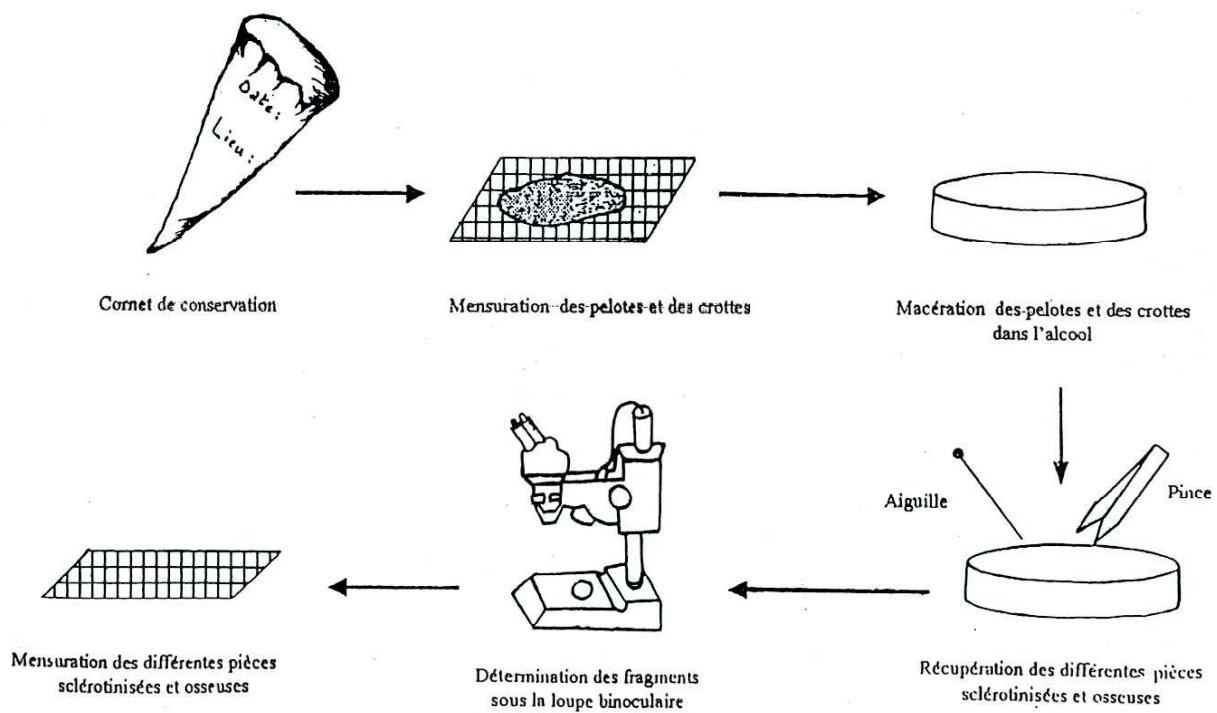 Date :
Lieu :
Cornet de conservation
Mensuration des pelotes et des crottes
Macération des pelotes et des crottes
dans l'alcool
Aiguille
Pince
Mensuration des différentes pièces
sclérotinisées et osseuses
Détermination des fragments
sous la loupe binoculaire
Récupération des différentes pièces
sclérotinisées et osseuses